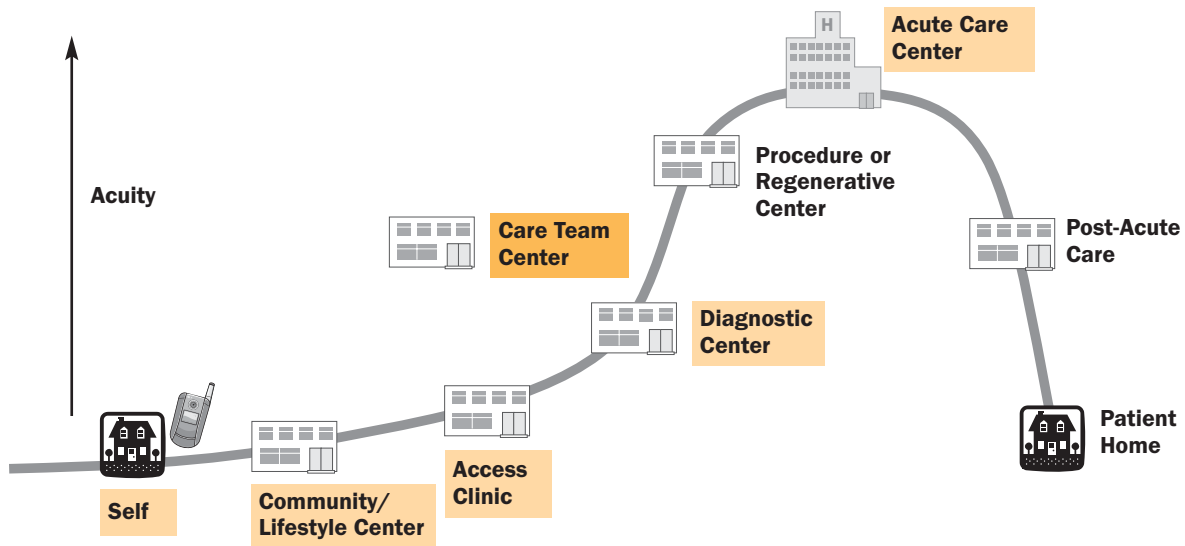 H
Acute Care
Center
Procedure or
Regenerative
Center
Acuity
Care Team
Center
Post-Acute
Care
Diagnostic
Center
Patient
Home
Access
Clinic
Self
Community/
Lifestyle Center